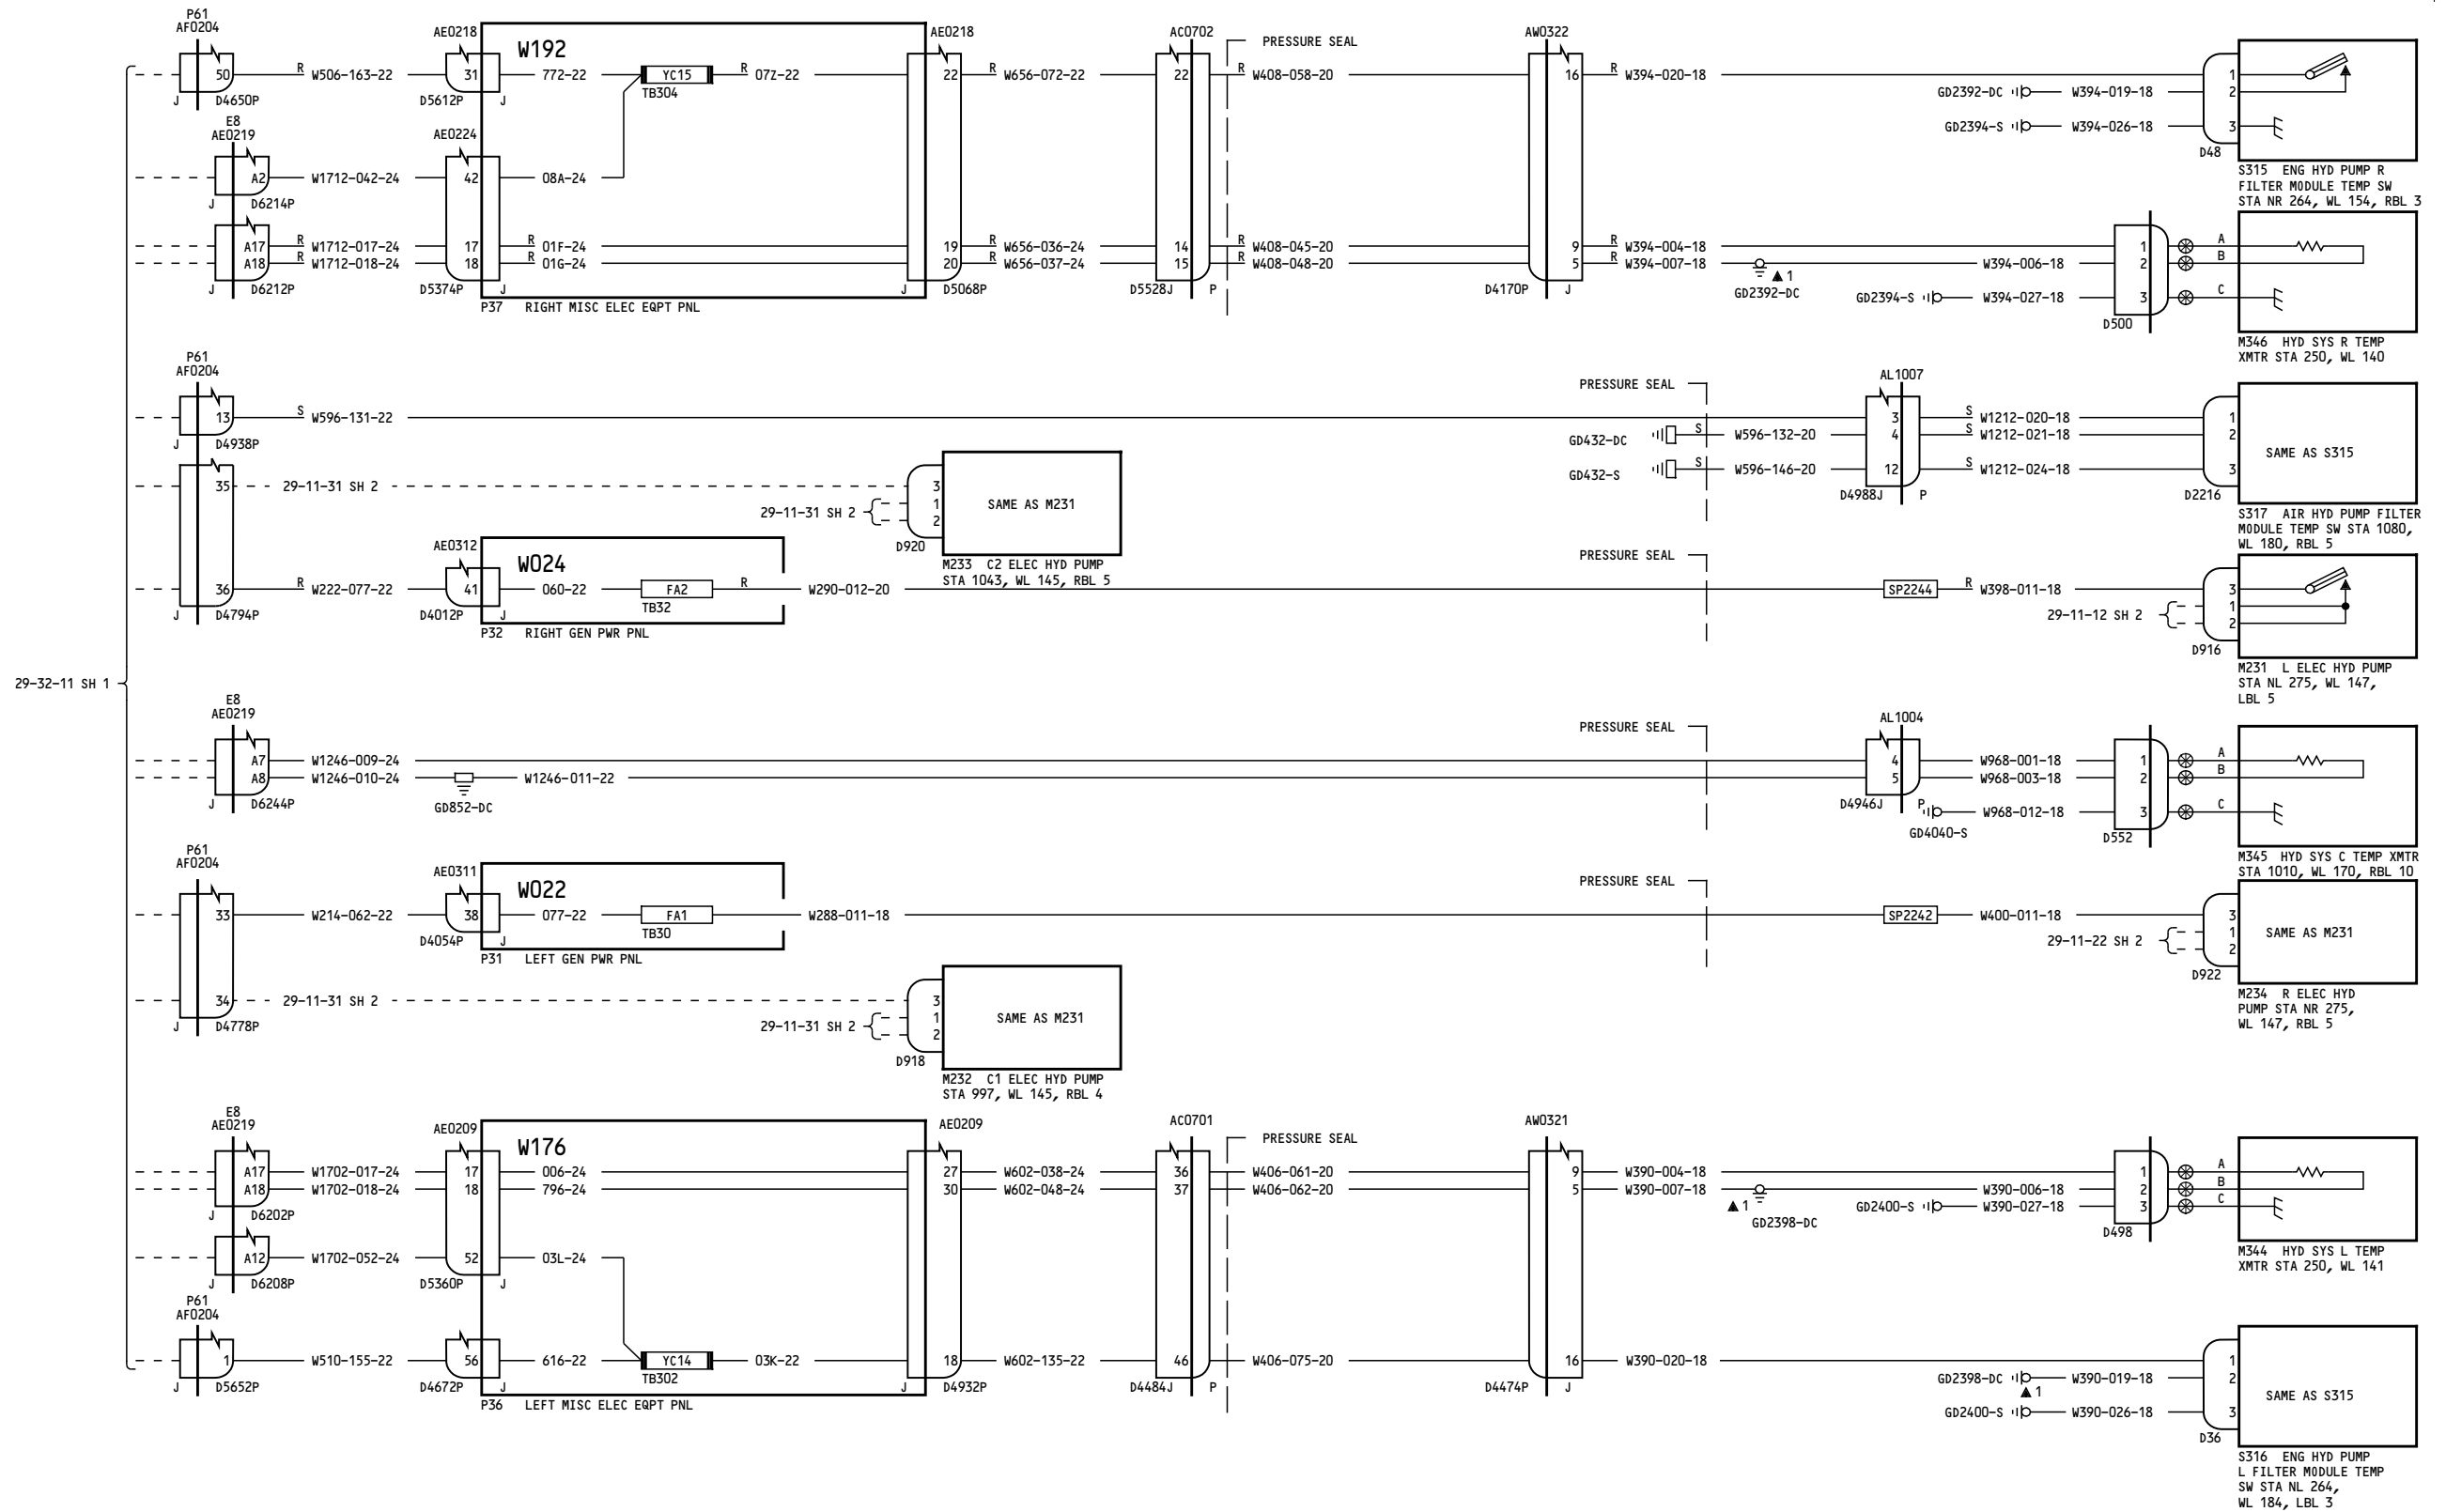 P61
AF0204
50
J D4650P
R W506-163-22
AE0218
31
D5612P J
W192
772-22
YC15
TB304
R 07Z-22
AE0218
22
R W656-072-22
AC0702
22
PRESSURE SEAL
R W408-058-20
AW0322
16
R W394-020-18
GD2392-DC W394-019-18
GD2394-S W394-026-18
1
2
3
D48
S315 ENG HYD PUMP R
FILTER MODULE TEMP SW
STA NR 264, WL 154, RBL 3
E8
AE0219
A2
J D6214P
W1712-042-24
AE0224
42
08A-24
A17 R W1712-017-24 17 R 01F-24 19 R W656-036-24 14 R W408-045-20 9 R W394-004-18 1 A
A18 R W1712-018-24 18 R 01G-24 20 R W656-037-24 15 R W408-048-20 5 R W394-007-18 W394-006-18 2 B
▲ 1
GD2392-DC
GD2394-S W394-027-18 3 C
J D6212P
D5374P J
J D5068P
D5528J P
D4170P J
D500
P37 RIGHT MISC ELEC EQPT PNL
M346 HYD SYS R TEMP
XMTR STA 250, WL 140
P61
AF0204
13 S W596-131-22
J D4938P
PRESSURE SEAL
AL1007
3 S W1212-020-18 1
GD432-DC S W596-132-20 4 S W1212-021-18 2
GD432-S S W596-146-20 12 S W1212-024-18 3
D4988J P
D2216
SAME AS S315
S317 AIR HYD PUMP FILTER
MODULE TEMP SW STA 1080,
WL 180, RBL 5
35 29-11-31 SH 2 3
29-11-31 SH 2 1
2
D920
SAME AS M231
M233 C2 ELEC HYD PUMP
STA 1043, WL 145, RBL 5
36 R W222-077-22
J D4794P
AE0312
41
D4012P J
W024
060-22
FA2
TB32
R W290-012-20
P32 RIGHT GEN PWR PNL
PRESSURE SEAL
SP2244
R W398-011-18
29-11-12 SH 2
3
1
2
D916
M231 L ELEC HYD PUMP
STA NL 275, WL 147,
LBL 5
29-32-11 SH 1
E8
AE0219
A7 W1246-009-24
A8 W1246-010-24 W1246-011-22
J D6244P
GD852-DC
PRESSURE SEAL
AL1004
4 W968-001-18 1 A
5 W968-003-18 2 B
D4946J P W968-012-18 3 C
GD4040-S
D552
M345 HYD SYS C TEMP XMTR
STA 1010, WL 170, RBL 10
P61
AF0204
33 W214-062-22
AE0311
38
D4054P J
W022
077-22
FA1
TB30
W288-011-18
P31 LEFT GEN PWR PNL
PRESSURE SEAL
SP2242
W400-011-18
29-11-22 SH 2
3
1
2
D922
SAME AS M231
M234 R ELEC HYD
PUMP STA NR 275,
WL 147, RBL 5
34 29-11-31 SH 2 3
J D4778P
29-11-31 SH 2 1
2
D918
SAME AS M231
M232 C1 ELEC HYD PUMP
STA 997, WL 145, RBL 4
E8
AE0219
AE0209
W176
AE0209
AC0701
PRESSURE SEAL
AW0321
A17 W1702-017-24 17 006-24 27 W602-038-24 36 W406-061-20 9 W390-004-18 1 A
A18 W1702-018-24 18 796-24 30 W602-048-24 37 W406-062-20 5 W390-007-18 W390-006-18 2 B
▲ 1
GD2398-DC
GD2400-S W390-027-18 3 C
J D6202P
D498
M344 HYD SYS L TEMP
XMTR STA 250, WL 141
A12 W1702-052-24 52 03L-24
J D6208P
D5360P J
P61
AF0204
1 W510-155-22 56 616-22 YC14 03K-22 18 W602-135-22 46 W406-075-20 16 W390-020-18 1
TB302
J D5652P
D4672P J
J D4932P
D4484J P
D4474P J
P36 LEFT MISC ELEC EQPT PNL
GD2398-DC W390-019-18 2
▲ 1
GD2400-S W390-026-18 3
D36
SAME AS S315
S316 ENG HYD PUMP
L FILTER MODULE TEMP
SW STA NL 264,
WL 184, LBL 3